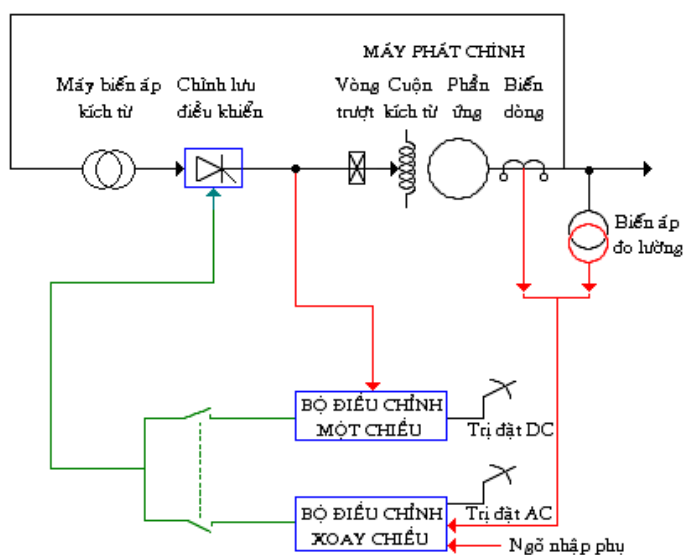 MÁY PHÁT CHÍNH
Máy biến áp
kích từ
Chỉnh lưu
điều khiển
Vòng
trượt
Cuộn
kích từ
Phần
ứng
Biến
dòng
Biến áp
đo lường
BỘ ĐIỀU CHỈNH
MỘT CHIỀU
Trị đặt DC
BỘ ĐIỀU CHỈNH
XOAY CHIỀU
Trị đặt AC
Ngõ nhập phụ